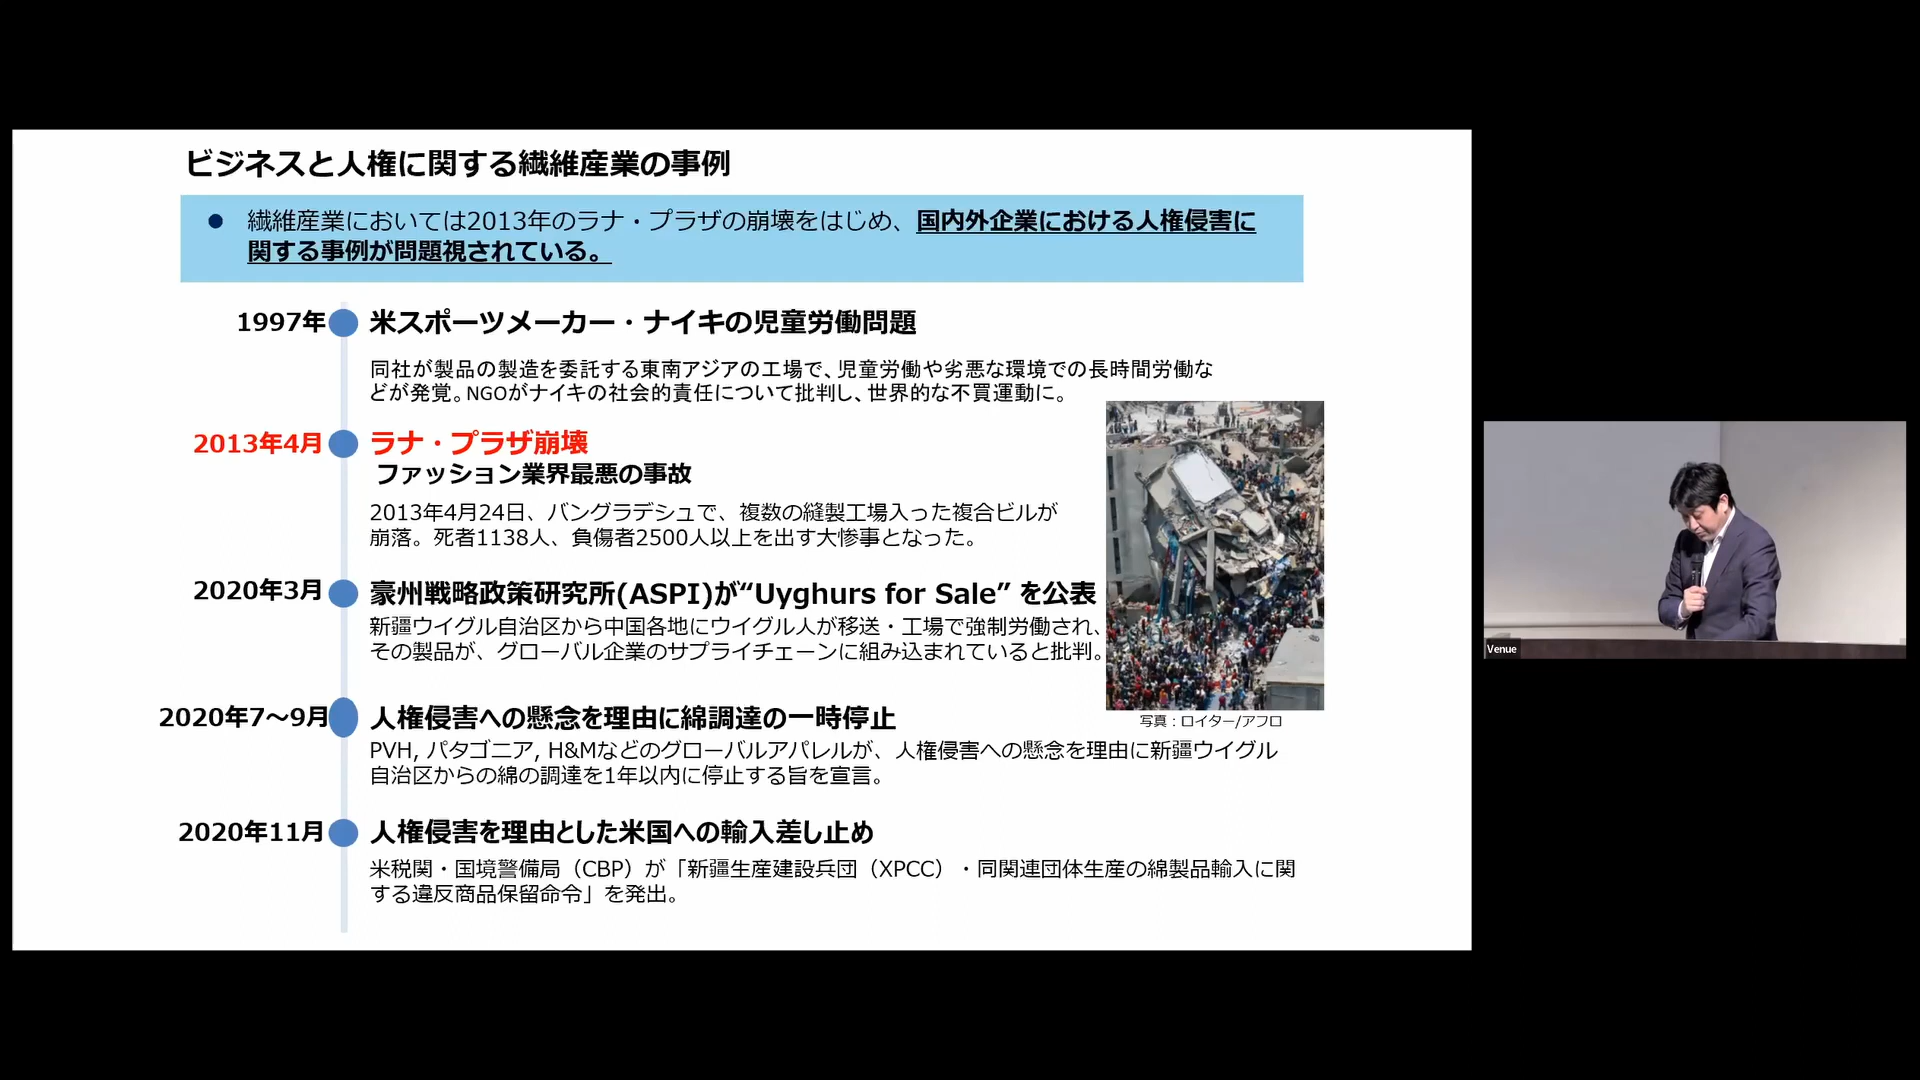 ビジネスと人権に関する繊維産業の事例
● 繊維産業においては2013年のラナ・プラザの崩壊をはじめ、国内外企業における人権侵害に
関する事例が問題視されている。
1997年 米スポーツメーカー・ナイキの児童労働問題
同社が製品の製造を委託する東南アジアの工場で、児童労働や劣悪な環境での長時間労働な
どが発覚。NGOがナイキの社会的責任について批判し、世界的な不買運動に。
2013年4月 ラナ・プラザ崩壊
ファッション業界最悪の事故
2013年4月24日、バングラデシュで、複数の縫製工場入った複合ビルが
崩落。死者1138人、負傷者2500人以上を出す大惨事となった。
2020年3月 豪州戦略政策研究所(ASPI)が“Uyghurs for Sale” を公表
新疆ウイグル自治区から中国各地にウイグル人が移送・工場で強制労働され、
その製品が、グローバル企業のサプライチェーンに組み込まれていると批判。
写真：ロイター/アフロ
2020年7～9月 人権侵害への懸念を理由に綿調達の一時停止
PVH, パタゴニア, H&Mなどのグローバルアパレルが、人権侵害への懸念を理由に新疆ウイグル
自治区からの綿の調達を1年以内に停止する旨を宣言。
2020年11月 人権侵害を理由とした米国への輸入差し止め
米税関・国境警備局（CBP）が「新疆生産建設兵団（XPCC）・同関連団体生産の綿製品輸入に関
する違反商品保留命令」を発出。
Venue